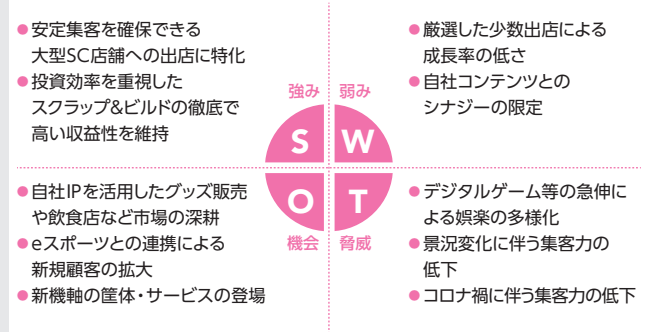 ●安定集客を確保できる
大型SC店舗への出店に特化
●投資効率を重視した
スクラップ&ビルドの徹底で
高い収益性を維持
●厳選した少数出店による
成長率の低さ
●自社コンテンツとの
シナジーの限定
強み 弱み
S W
O T
機会 脅威
●自社IPを活用したグッズ販売
や飲食店など市場の深耕
●eスポーツとの連携による
新規顧客の拡大
●新機軸の筐体・サービスの登場
●デジタルゲーム等の急伸に
よる娯楽の多様化
●景況変化に伴う集客力の
低下
●コロナ禍に伴う集客力の低下